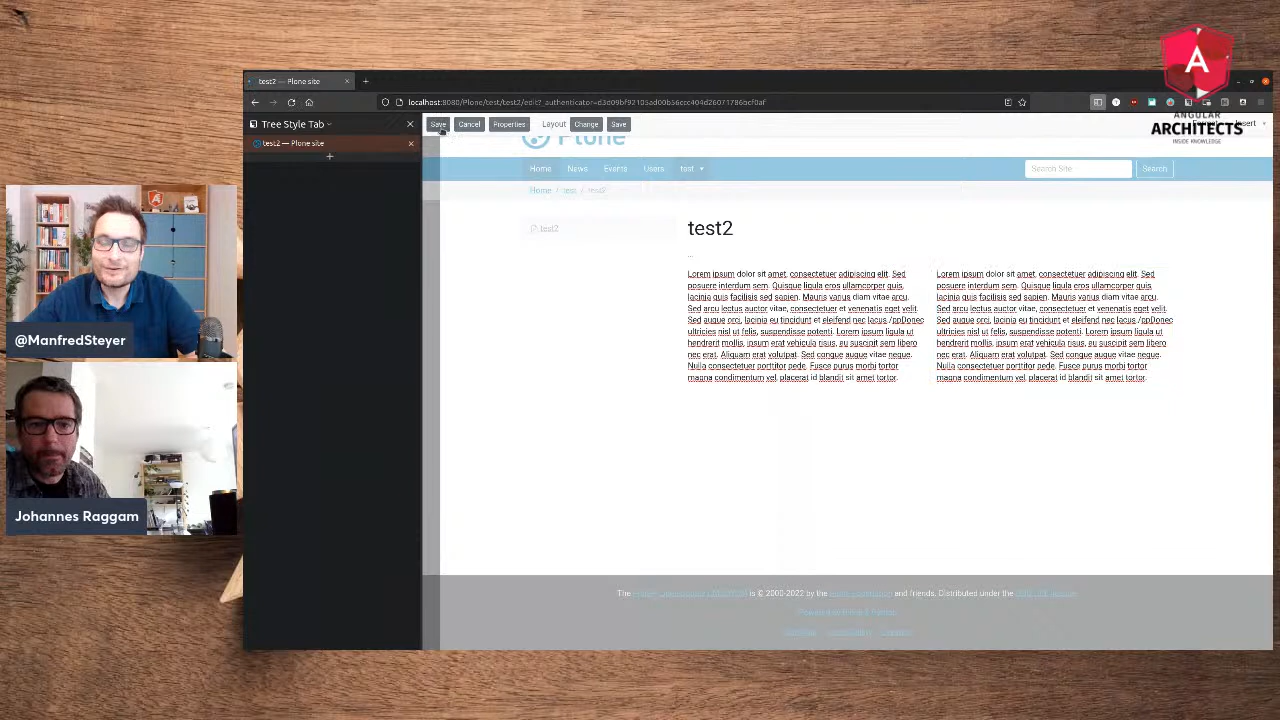 test2 — Plone site
localhost:8080/Plone/test/test2/edit?_authenticator=d3d09bf92105ad00b56ccc404d26071786bcf0af
Tree Style Tab
Save Cancel Properties Layout Change Save
Insert
test2 — Plone site
Plone
Home News Events Users test
Search Site
Search
Home / test / test2
test2
test2
...
Lorem ipsum dolor sit amet, consectetuer adipiscing elit. Sed
posuere interdum sem. Quisque ligula eros ullamcorper quis,
lacinia quis facilisis sed sapien. Mauris varius diam vitae arcu.
Sed arcu lectus auctor vitae, consectetuer et venenatis eget velit.
Sed augue orci, lacinia eu tincidunt et eleifend nec lacus /ppDonec
ultricies nisl ut felis, suspendisse potenti. Lorem ipsum ligula ut
hendrerit mollis, ipsum erat vehicula risus, eu suscipit sem libero
nec erat. Aliquam erat volutpat. Sed congue augue vitae neque.
Nulla consectetuer porttitor pede. Fusce purus morbi tortor
magna condimentum vel, placerat id blandit sit amet tortor.
Lorem ipsum dolor sit amet, consectetuer adipiscing elit. Sed
posuere interdum sem. Quisque ligula eros ullamcorper quis,
lacinia quis facilisis sed sapien. Mauris varius diam vitae arcu.
Sed arcu lectus auctor vitae, consectetuer et venenatis eget velit.
Sed augue orci, lacinia eu tincidunt et eleifend nec lacus /ppDonec
ultricies nisl ut felis, suspendisse potenti. Lorem ipsum ligula ut
hendrerit mollis, ipsum erat vehicula risus, eu suscipit sem libero
nec erat. Aliquam erat volutpat. Sed congue augue vitae neque.
Nulla consectetuer porttitor pede. Fusce purus morbi tortor
magna condimentum vel, placerat id blandit sit amet tortor.
The is © 2000-2022 by the and friends. Distributed under the
A
ANGULAR
ARCHITECTS
INSIDE KNOWLEDGE
@ManfredSteyer
Johannes Raggam